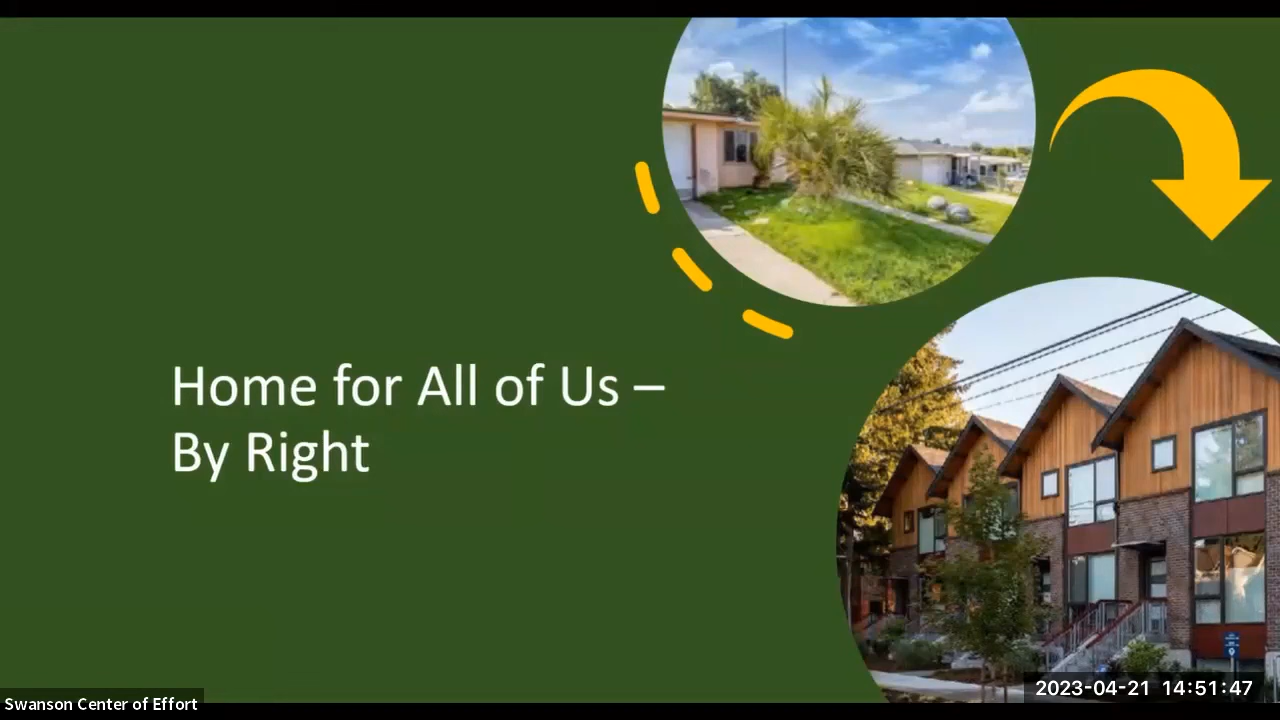 Home for All of Us –
By Right
Swanson Center of Effort
2023-04-21 14:51:47